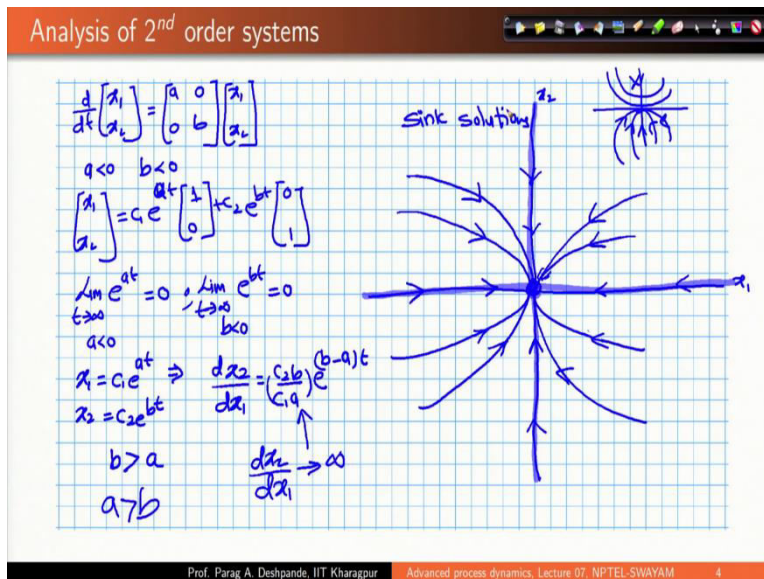 Analysis of 2nd order systems
d/dt [x1 x2] = [a 0 0 b] [x1 x2]
a<0 b<0
[x1 x2] = c1 e^at [1 0] + c2 e^bt [0 1]
Lim t→∞ e^at = 0 ; Lim t→∞ e^bt = 0
a<0 b<0
x1 = c1e^at ⇒ dx2/dx1 = (c2b/c1a) e^(b-a)t
x2 = c2e^bt
b > a
dx2/dx1 → ∞
a>b
sink solutions
x2
x1
Prof. Parag A. Deshpande, IIT Kharagpur
Advanced process dynamics, Lecture 07, NPTEL-SWAYAM
4